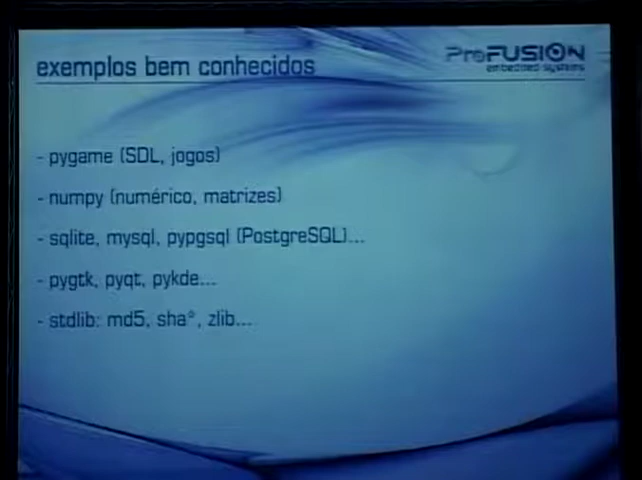 exemplos bem conhecidos
ProFUSION
embedded systems
- pygame (SDL, jogos)
- numpy (numérico, matrizes)
- sqlite, mysql, pypgsql (PostgreSQL)...
- pygtk, pyqt, pykde...
- stdlib: md5, sha*, zlib...